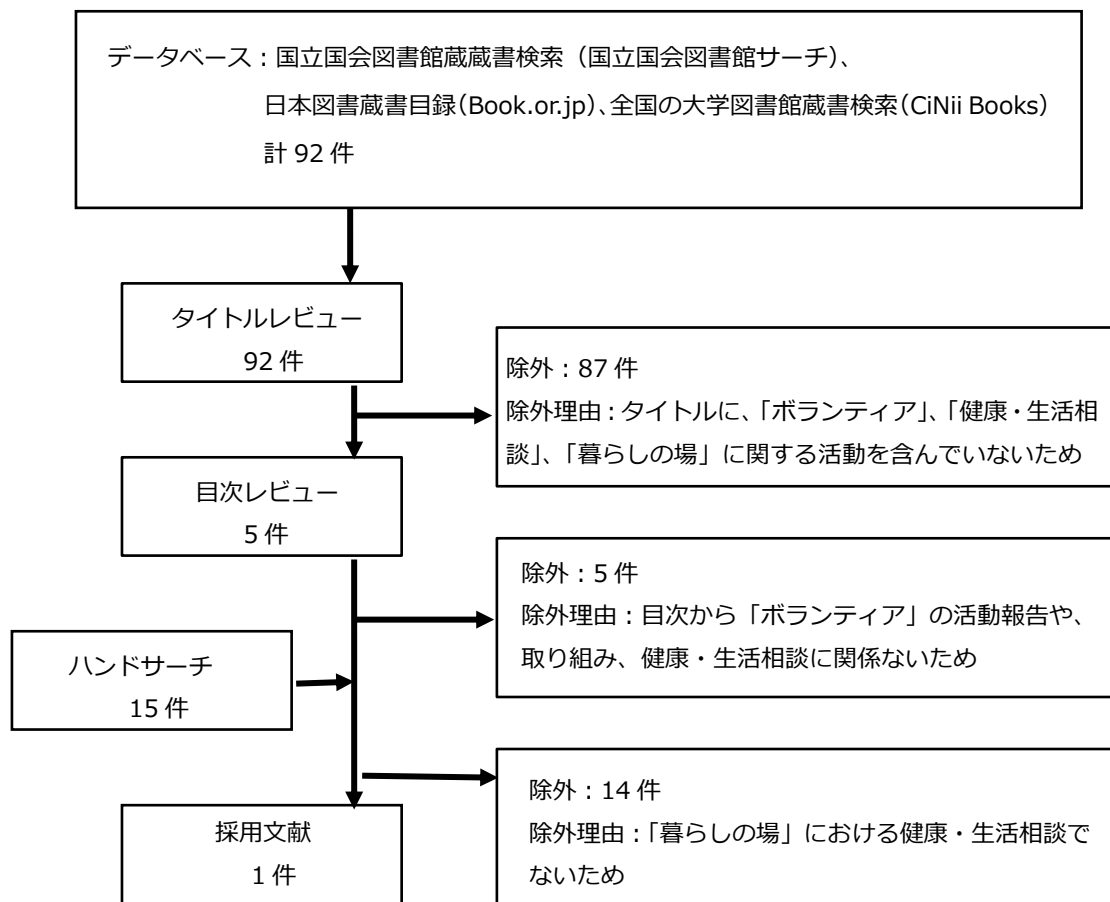 データベース：国立国会図書館蔵蔵書検索（国立国会図書館サーチ）、
日本図書蔵書目録(Book.or.jp)、全国の大学図書館蔵書検索(CiNii Books)
計 92 件
タイトルレビュー
92 件
除外：87 件
除外理由：タイトルに、「ボランティア」、「健康・生活相
談」、「暮らしの場」に関する活動を含んでいないため
目次レビュー
5 件
除外：5 件
除外理由：目次から「ボランティア」の活動報告や、
取り組み、健康・生活相談に関係ないため
ハンドサーチ
15 件
除外：14 件
除外理由：「暮らしの場」における健康・生活相談で
ないため
採用文献
1 件